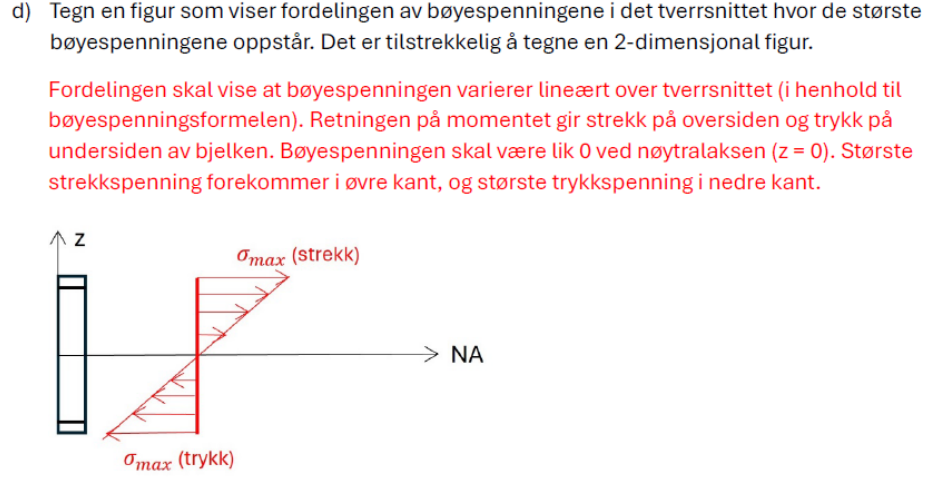 d) Tegn en figur som viser fordelingen av bøyespenningene i det tverrsnittet hvor de største
bøyespenningene oppstår. Det er tilstrekkelig å tegne en 2-dimensjonal figur.
Fordelingen skal vise at bøyespenningen varierer lineært over tverrsnittet (i henhold til
bøyespenningsformelen). Retningen på momentet gir strekk på oversiden og trykk på
undersiden av bjelken. Bøyespenningen skal være lik 0 ved nøytralaksen (z = 0). Største
strekkspenning forekommer i øvre kant, og største trykkspenning i nedre kant.
z
σmax (strekk)
NA
σmax (trykk)